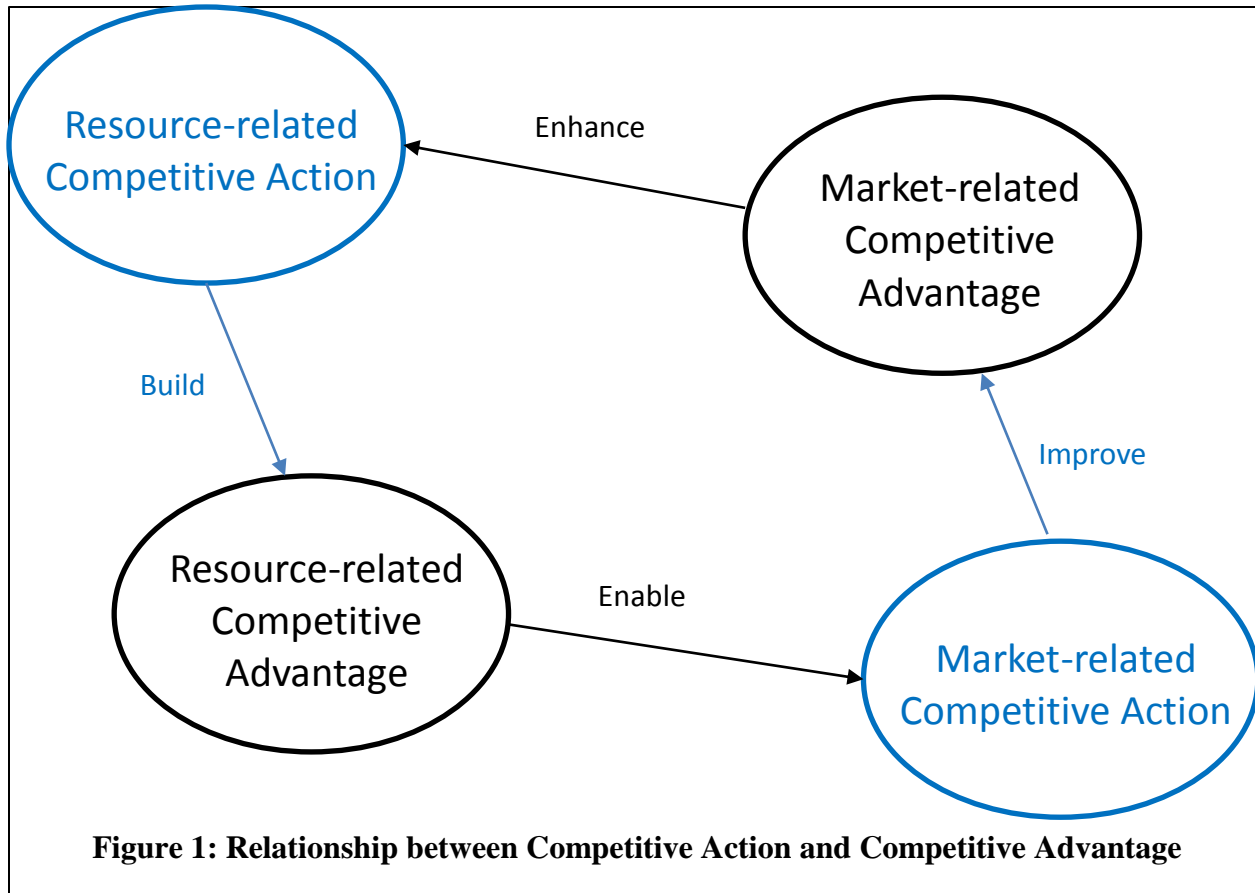 Resource-related
Competitive Action
Enhance
Market-related
Competitive
Advantage
Build
Improve
Resource-related
Competitive
Advantage
Enable
Market-related
Competitive Action
Figure 1: Relationship between Competitive Action and Competitive Advantage